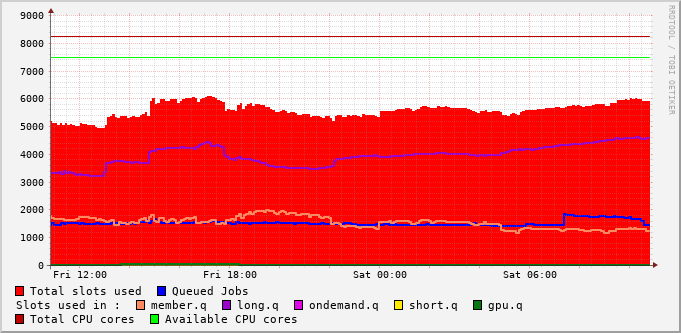 9000
8000
7000
6000
5000
4000
3000
2000
1000
0
Fri 12:00 Fri 18:00 Sat 00:00 Sat 06:00
RRDTOOL / TOBI OETIKER
Total slots used Queued Jobs
Slots used in : member.q long.q ondemand.q short.q gpu.q
Total CPU cores Available CPU cores